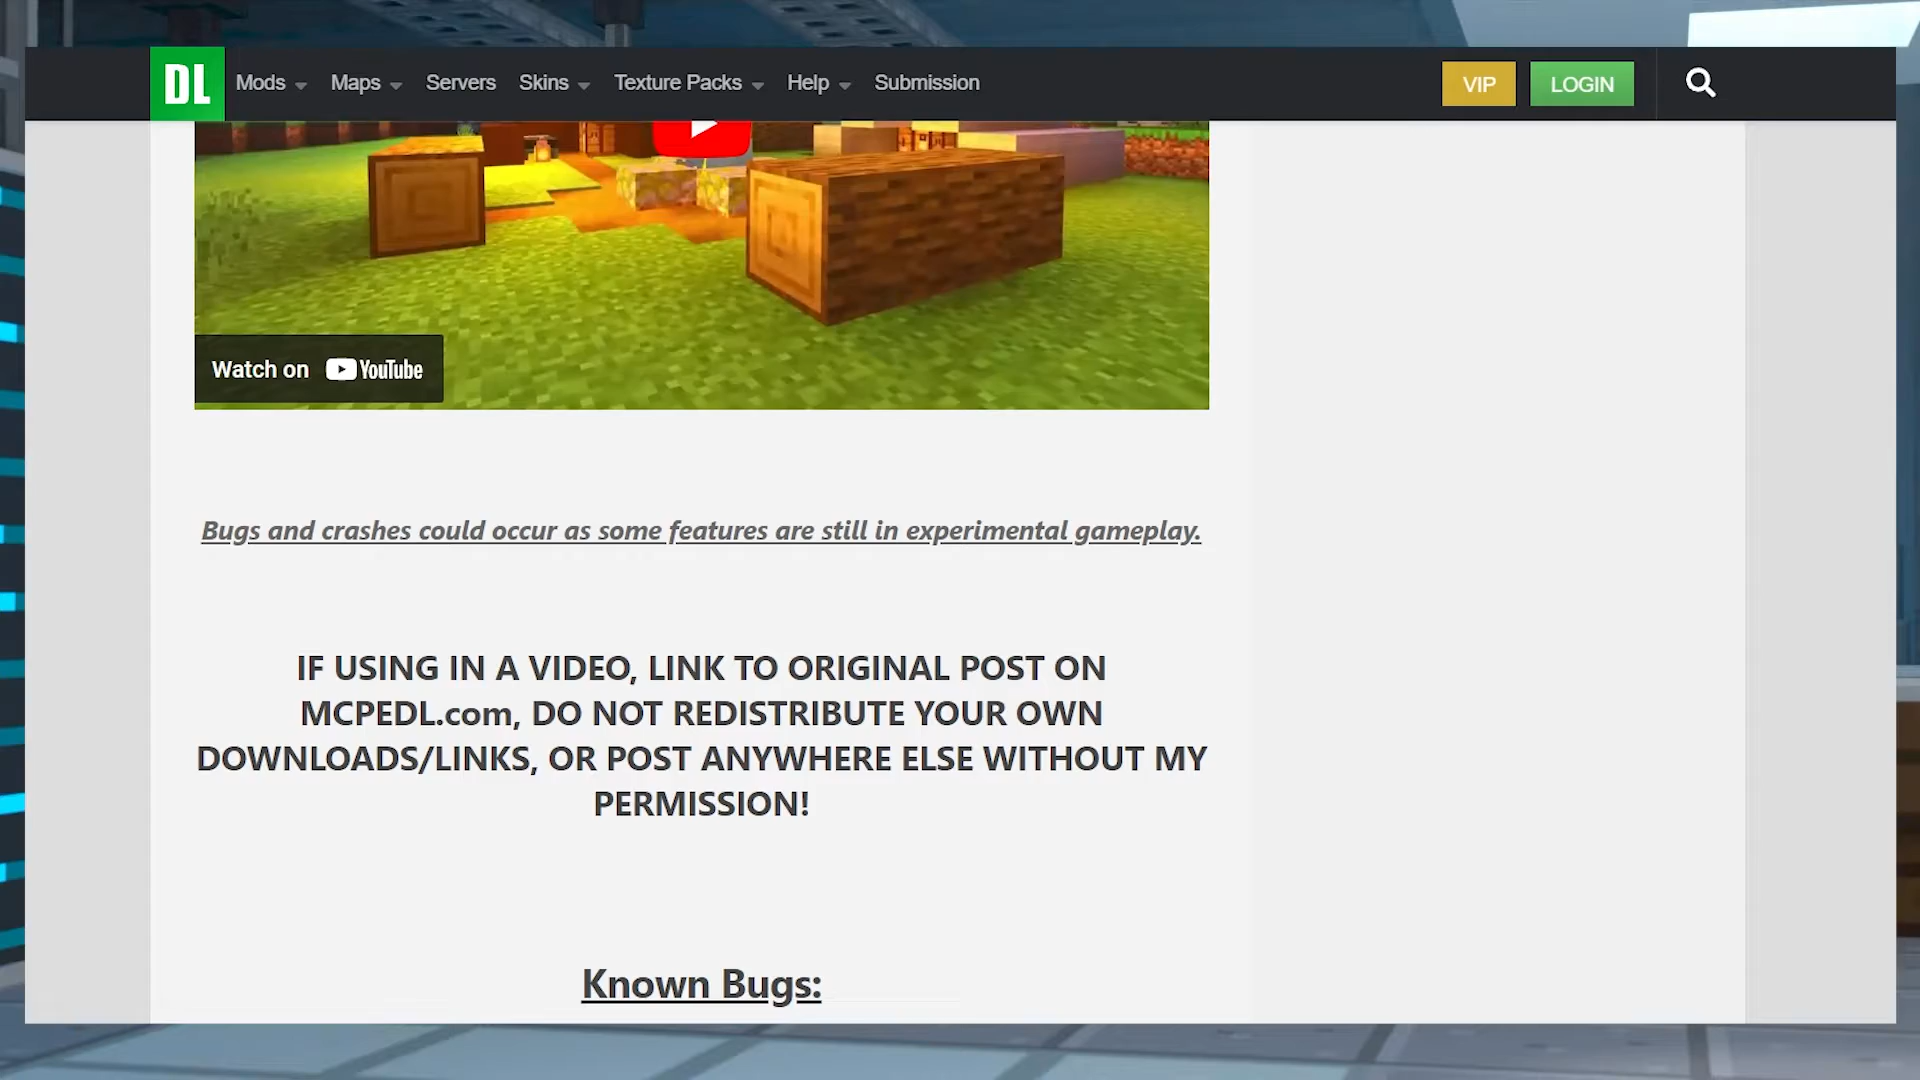 DL Mods Maps Servers Skins Texture Packs Help Submission VIP LOGIN
Watch on YouTube
Bugs and crashes could occur as some features are still in experimental gameplay.
IF USING IN A VIDEO, LINK TO ORIGINAL POST ON
MCPEDL.com, DO NOT REDISTRIBUTE YOUR OWN
DOWNLOADS/LINKS, OR POST ANYWHERE ELSE WITHOUT MY
PERMISSION!
Known Bugs: